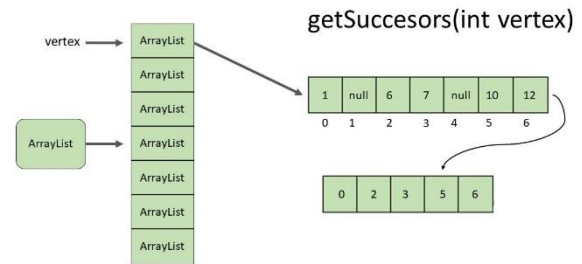 getSuccesors(int vertex)
vertex
ArrayList
ArrayList
ArrayList
ArrayList
ArrayList
ArrayList
ArrayList
ArrayList
1 null 6 7 null 10 12
0 1 2 3 4 5 6
0 2 3 5 6